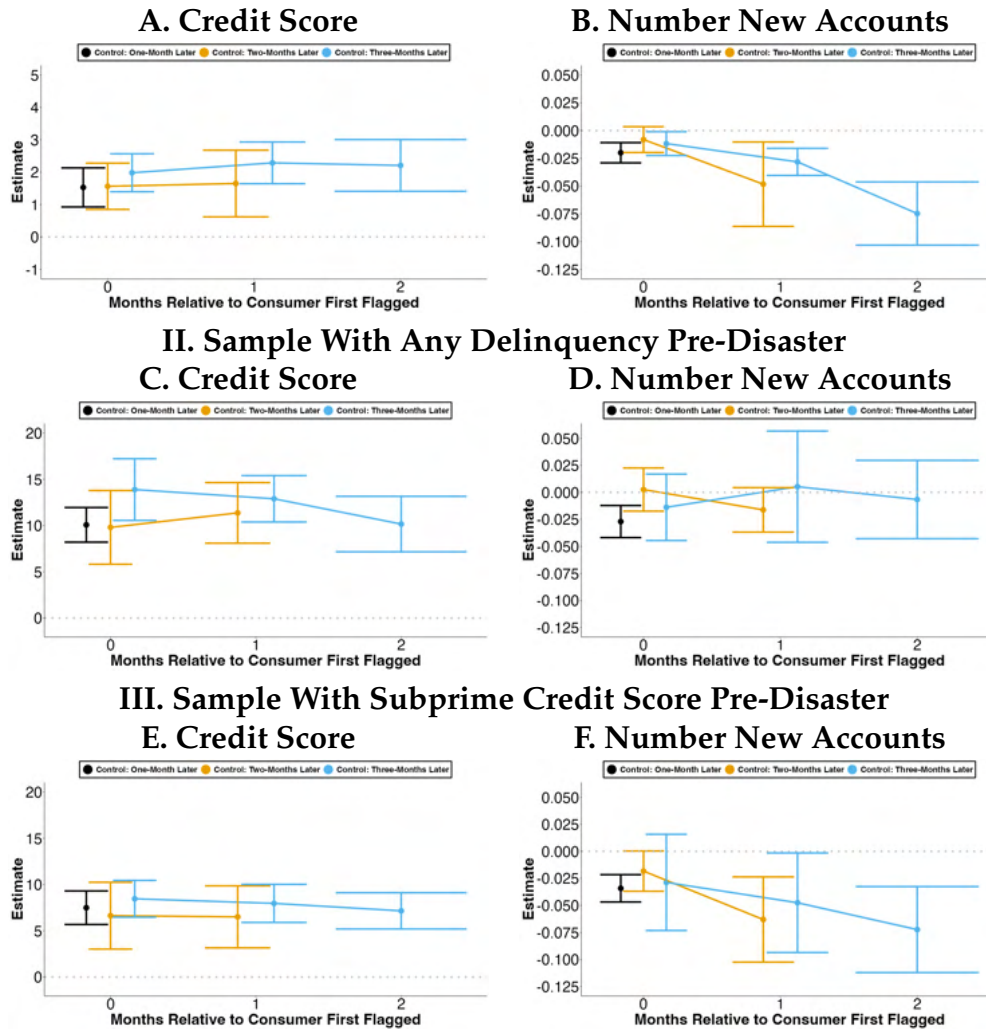 A. Credit Score
B. Number New Accounts
Control: One-Month Later Control: Two-Months Later Control: Three-Months Later
Control: One-Month Later Control: Two-Months Later Control: Three-Months Later
5
4
3
2
1
0
-1
Estimate
0 1 2
Months Relative to Consumer First Flagged
0.050
0.025
0.000
-0.025
-0.050
-0.075
-0.100
-0.125
Estimate
0 1 2
Months Relative to Consumer First Flagged
II. Sample With Any Delinquency Pre-Disaster
C. Credit Score
D. Number New Accounts
Control: One-Month Later Control: Two-Months Later Control: Three-Months Later
Control: One-Month Later Control: Two-Months Later Control: Three-Months Later
20
15
10
5
0
Estimate
0 1 2
Months Relative to Consumer First Flagged
0.050
0.025
0.000
-0.025
-0.050
-0.075
-0.100
-0.125
Estimate
0 1 2
Months Relative to Consumer First Flagged
III. Sample With Subprime Credit Score Pre-Disaster
E. Credit Score
F. Number New Accounts
Control: One-Month Later Control: Two-Months Later Control: Three-Months Later
Control: One-Month Later Control: Two-Months Later Control: Three-Months Later
20
15
10
5
0
Estimate
0 1 2
Months Relative to Consumer First Flagged
0.050
0.025
0.000
-0.025
-0.050
-0.075
-0.100
-0.125
Estimate
0 1 2
Months Relative to Consumer First Flagged